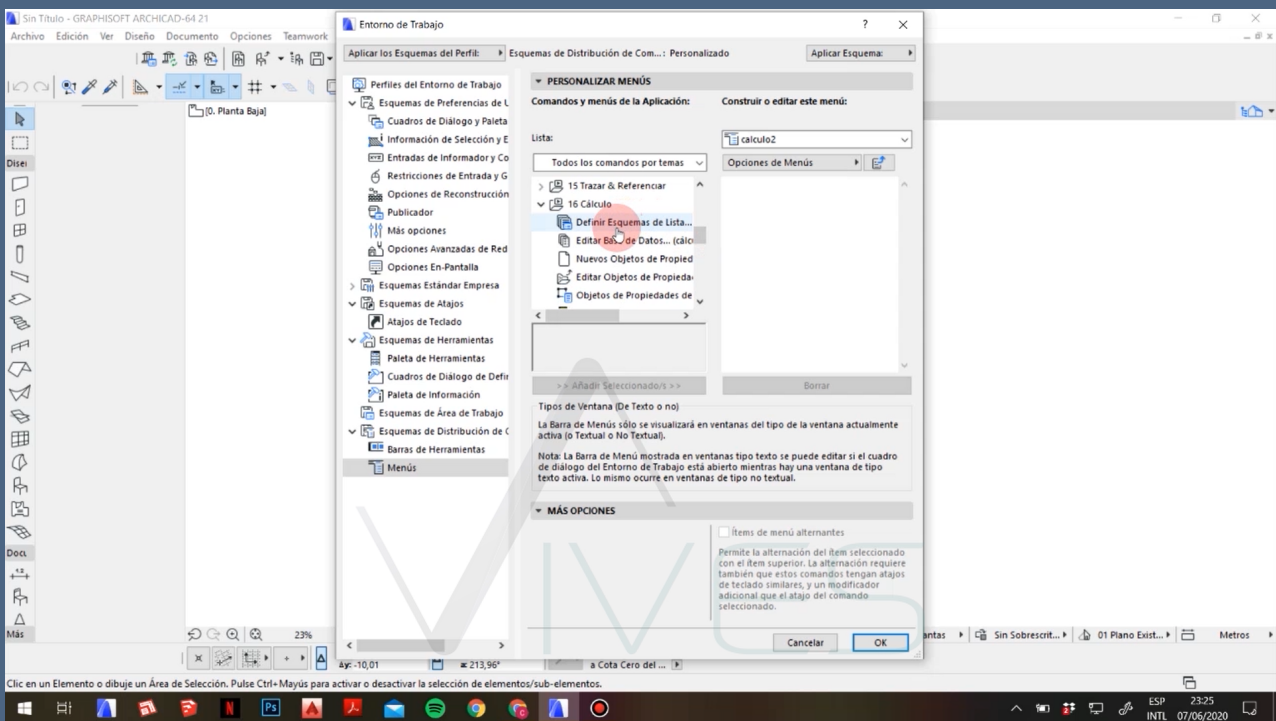 Sin Título - GRAPHISOFT ARCHICAD-64 21
Archivo Edición Ver Diseño Documento Opciones Teamwork
[0. Planta Baja]
Disei
Docu
Más
23%
Entorno de Trabajo
Aplicar los Esquemas del Perfil:
Esquemas de Distribución de Com...: Personalizado
Aplicar Esquema:
Perfiles del Entorno de Trabajo
Esquemas de Preferencias de U
Cuadros de Diálogo y Paleta
Información de Selección y E
Entradas de Informador y Co
Restricciones de Entrada y G
Opciones de Reconstrucción
Publicador
Más opciones
Opciones Avanzadas de Red
Opciones En-Pantalla
Esquemas Estándar Empresa
Esquemas de Atajos
Atajos de Teclado
Esquemas de Herramientas
Paleta de Herramientas
Cuadros de Diálogo de Defir
Paleta de Información
Esquemas de Área de Trabajo
Esquemas de Distribución de C
Barras de Herramientas
Menús
PERSONALIZAR MENÚS
Comandos y menús de la Aplicación:
Lista:
Todos los comandos por temas
15 Trazar & Referenciar
16 Cálculo
Definir Esquemas de Lista...
Editar Base de Datos... (cálcu
Nuevos Objetos de Propied
Editar Objetos de Propieda
Objetos de Propiedades de
>> Añadir Seleccionado/s >>
Construir o editar este menú:
calculo2
Opciones de Menús
Borrar
Tipos de Ventana (De Texto o no)
La Barra de Menús sólo se visualizará en ventanas del tipo de la ventana actualmente
activa (o Textual o No Textual).
Nota: La Barra de Menú mostrada en ventanas tipo texto se puede editar si el cuadro
de diálogo del Entorno de Trabajo está abierto mientras hay una ventana de tipo
texto activa. Lo mismo ocurre en ventanas de tipo no textual.
MÁS OPCIONES
Ítems de menú alternantes
Permite la alternación del ítem seleccionado
con el ítem superior. La alternación requiere
también que estos comandos tengan atajos
de teclado similares, y un modificador
adicional que el atajo del comando
seleccionado.
Cancelar
OK
VIVES
antas
Sin Sobrescrit...
01 Plano Exist...
Metros
Δy: -10,01
213,96°
a Cota Cero del ...
Clic en un Elemento o dibuje un Área de Selección. Pulse Ctrl+Mayús para activar o desactivar la selección de elementos/sub-elementos.
ESP
INTL
23:25
07/06/2020